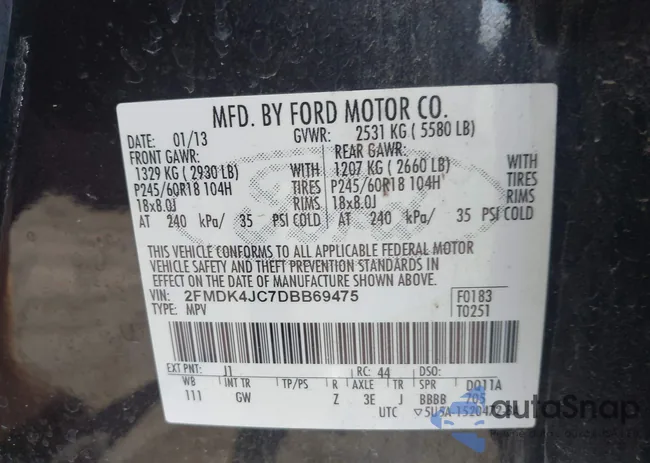 MFD. BY FORD MOTOR CO.
DATE: 01/13 GVWR: 2531 KG ( 5580 LB)
FRONT GAWR: REAR GAWR:
1329 KG ( 2930 LB) WITH 1207 KG ( 2660 LB) WITH
P245/60R18 104H TIRES P245/60R18 104H TIRES
18x8.0J RIMS 18x8.0J RIMS
AT 240 kPa/ 35 PSI COLD AT 240 kPa/ 35 PSI COLD
THIS VEHICLE CONFORMS TO ALL APPLICABLE FEDERAL MOTOR
VEHICLE SAFETY AND THEFT PREVENTION STANDARDS IN
EFFECT ON THE DATE OF MANUFACTURE SHOWN ABOVE.
VIN: 2FMDK4JC7DBB69475 F0183
TYPE: MPV T0251
EXT PNT: J1 RC: 44 DSO:
WB INT TR TP/PS R AXLE TR SPR D011A
111 GW Z 3E J BBBB 705
UTC
autoSnap